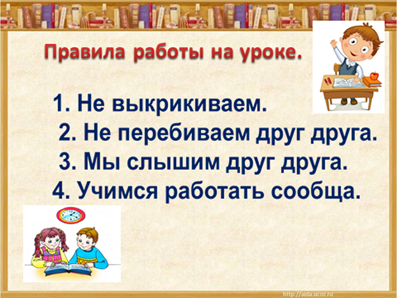 Правила работы на уроке.
1. Не выкрикиваем.
2. Не перебиваем друг друга.
3. Мы слышим друг друга.
4. Учимся работать сообща.